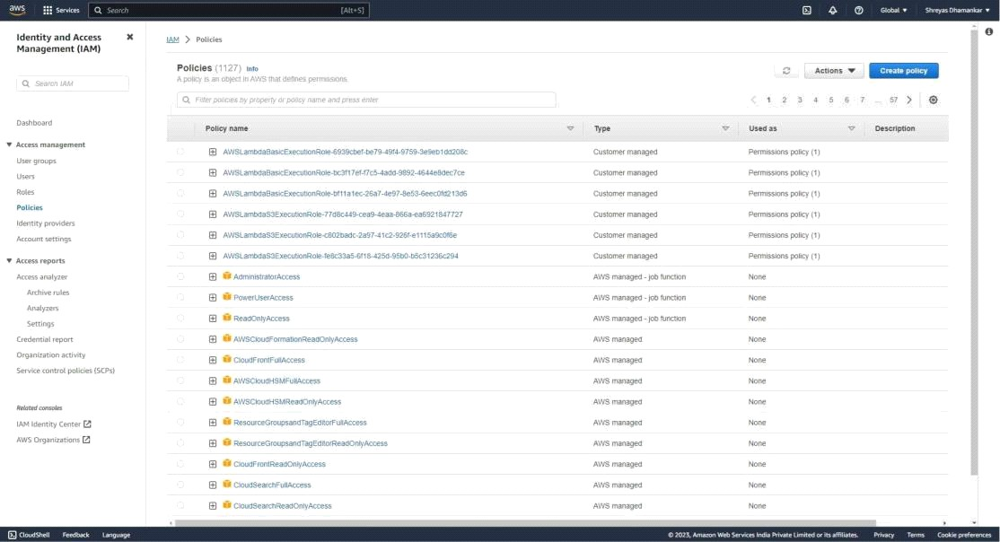 aws Services Search [Alt+S] Global Shreyas Dhamankar
Identity and Access Management (IAM)
Search IAM
Dashboard
Access management
User groups
Users
Roles
Policies
Identity providers
Account settings
Access reports
Access analyzer
Archive rules
Analyzers
Settings
Credential report
Organization activity
Service control policies (SCPs)
Related consoles
IAM Identity Center
AWS Organizations
IAM > Policies
Policies (1127) Info
A policy is an object in AWS that defines permissions.
Actions Create policy
Filter policies by property or policy name and press enter
1 2 3 4 5 6 7 ... 57
Policy name Type Used as Description
AWSLambdaBasicExecutionRole-6939cbef-be79-49f4-9759-3e9eb1dd208c Customer managed Permissions policy (1)
AWSLambdaBasicExecutionRole-bc3f17ef-f7c5-4add-9892-4644e8dec7ce Customer managed Permissions policy (1)
AWSLambdaBasicExecutionRole-bf11a1ec-26a7-4e97-8e53-6eec0fd213d6 Customer managed Permissions policy (1)
AWSLambdaS3ExecutionRole-77d8c449-cea9-4eaa-866a-ea6921847727 Customer managed Permissions policy (1)
AWSLambdaS3ExecutionRole-c802badc-2a97-41c2-926f-e1115a9c0f6e Customer managed Permissions policy (1)
AWSLambdaS3ExecutionRole-fe8c33a5-6f18-425d-95b0-b5c31236c294 Customer managed Permissions policy (1)
AdministratorAccess AWS managed - job function None
PowerUserAccess AWS managed - job function None
ReadOnlyAccess AWS managed - job function None
AWSCloudFormationReadOnlyAccess AWS managed None
CloudFrontFullAccess AWS managed None
AWSCloudHSMFullAccess AWS managed None
AWSCloudHSMReadOnlyAccess AWS managed None
ResourceGroupsandTagEditorFullAccess AWS managed None
ResourceGroupsandTagEditorReadOnlyAccess AWS managed None
CloudFrontReadOnlyAccess AWS managed None
CloudSearchFullAccess AWS managed None
CloudSearchReadOnlyAccess AWS managed None
CloudShell Feedback Language © 2023, Amazon Web Services India Private Limited or its affiliates. Privacy Terms Cookie preferences